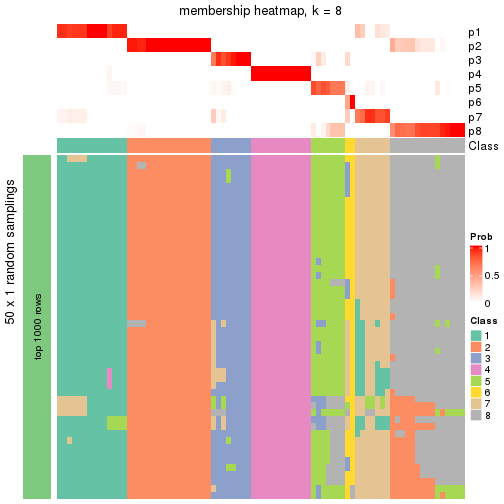 membership heatmap, k = 8
p1
p2
p3
p4
p5
p6
p7
p8
Class
50 x 1 random samplings
top 1000 rows
Prob
1
0.5
0
Class
1
2
3
4
5
6
7
8